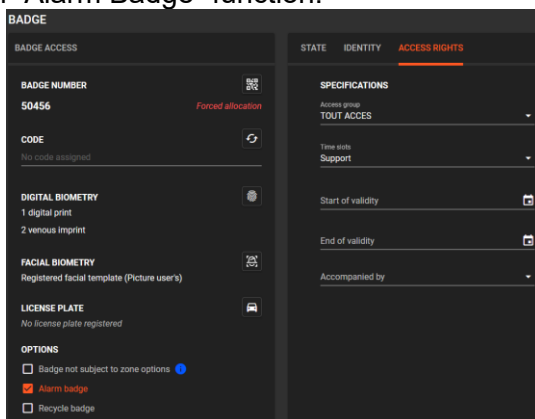 Alarm Badge" function.
BADGE
BADGE ACCESS
BADGE NUMBER
50456
Forced allocation
CODE
No code assigned
DIGITAL BIOMETRY
1 digital print
2 venous imprint
FACIAL BIOMETRY
Registered facial template (Picture user's)
LICENSE PLATE
No license plate registered
OPTIONS
Badge not subject to zone options
Alarm badge
Recycle badge
STATE IDENTITY ACCESS RIGHTS
SPECIFICATIONS
Access group
TOUT ACCES
Time slots
Support
Start of validity
End of validity
Accompanied by